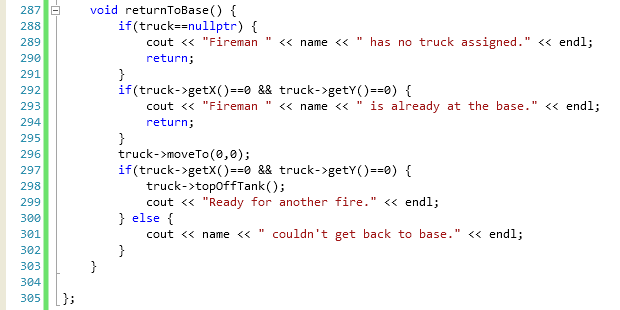 287 void returnToBase() {
288 if(truck==nullptr) {
289 cout << "Fireman " << name << " has no truck assigned." << endl;
290 return;
291 }
292 if(truck->getX()==0 && truck->getY()==0) {
293 cout << "Fireman " << name << " is already at the base." << endl;
294 return;
295 }
296 truck->moveTo(0,0);
297 if(truck->getX()==0 && truck->getY()==0) {
298 truck->topOffTank();
299 cout << "Ready for another fire." << endl;
300 } else {
301 cout << name << " couldn't get back to base." << endl;
302 }
303 }
304
305 };